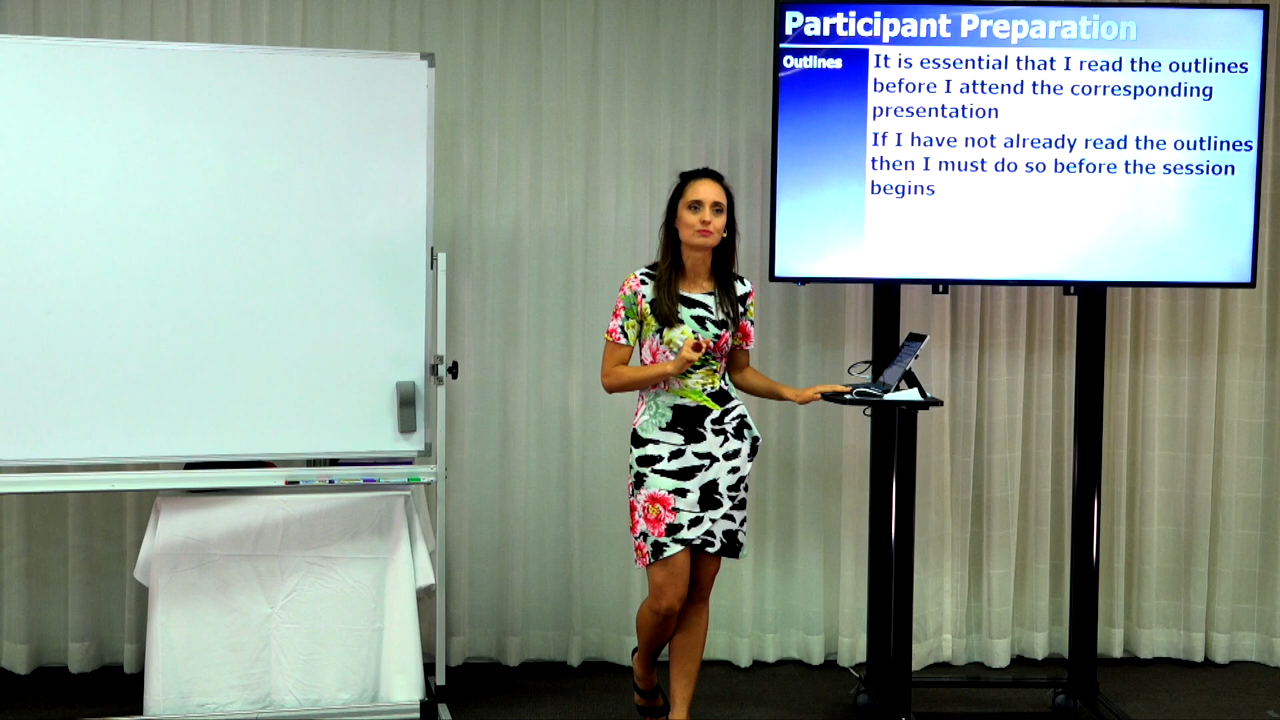 Participant Preparation
Outlines
It is essential that I read the outlines
before I attend the corresponding
presentation
If I have not already read the outlines
then I must do so before the session
begins